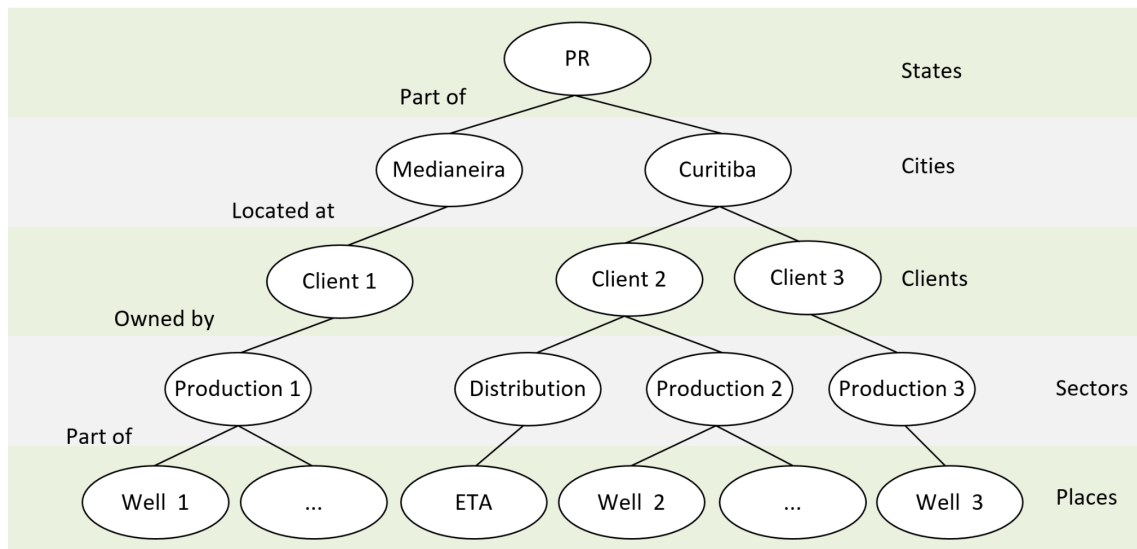 PR
States
Part of
Medianeira
Curitiba
Cities
Located at
Client 1
Client 2
Client 3
Clients
Owned by
Production 1
Distribution
Production 2
Production 3
Sectors
Part of
Well 1
...
ETA
Well 2
...
Well 3
Places